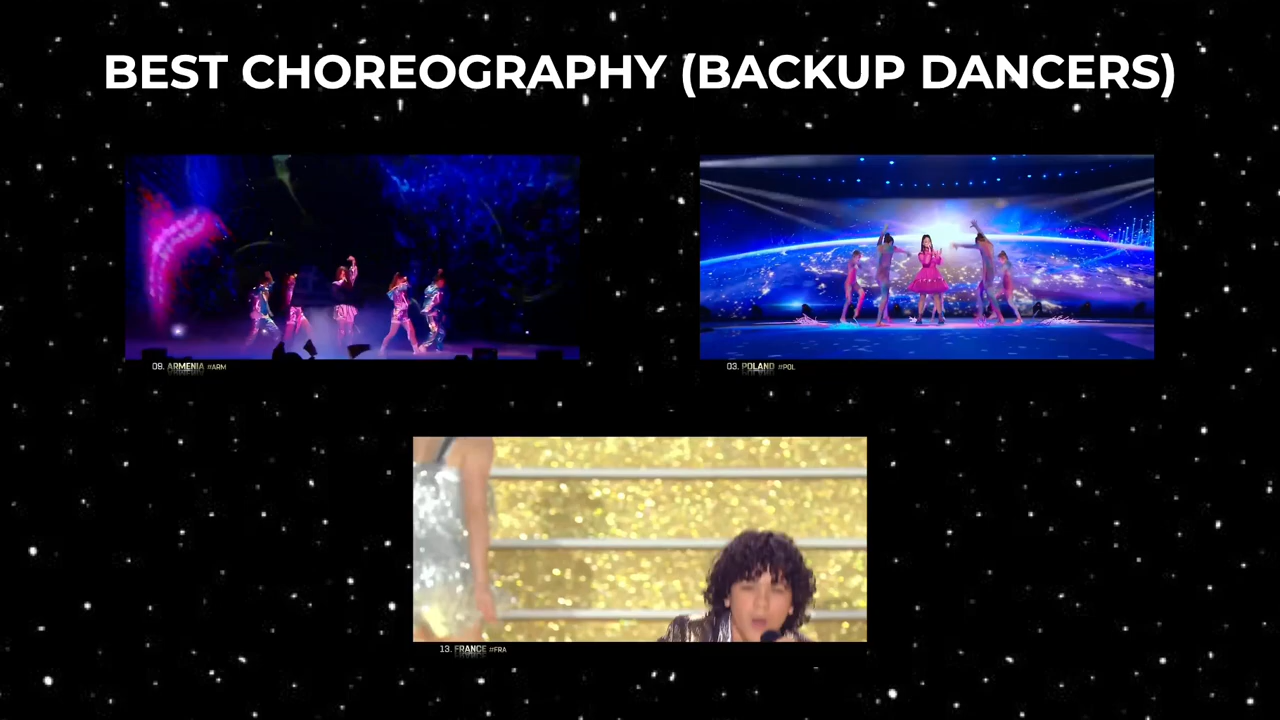 BEST CHOREOGRAPHY (BACKUP DANCERS)
09. ARMENIA #ARM
03. POLAND #POL
13. FRANCE #FRA